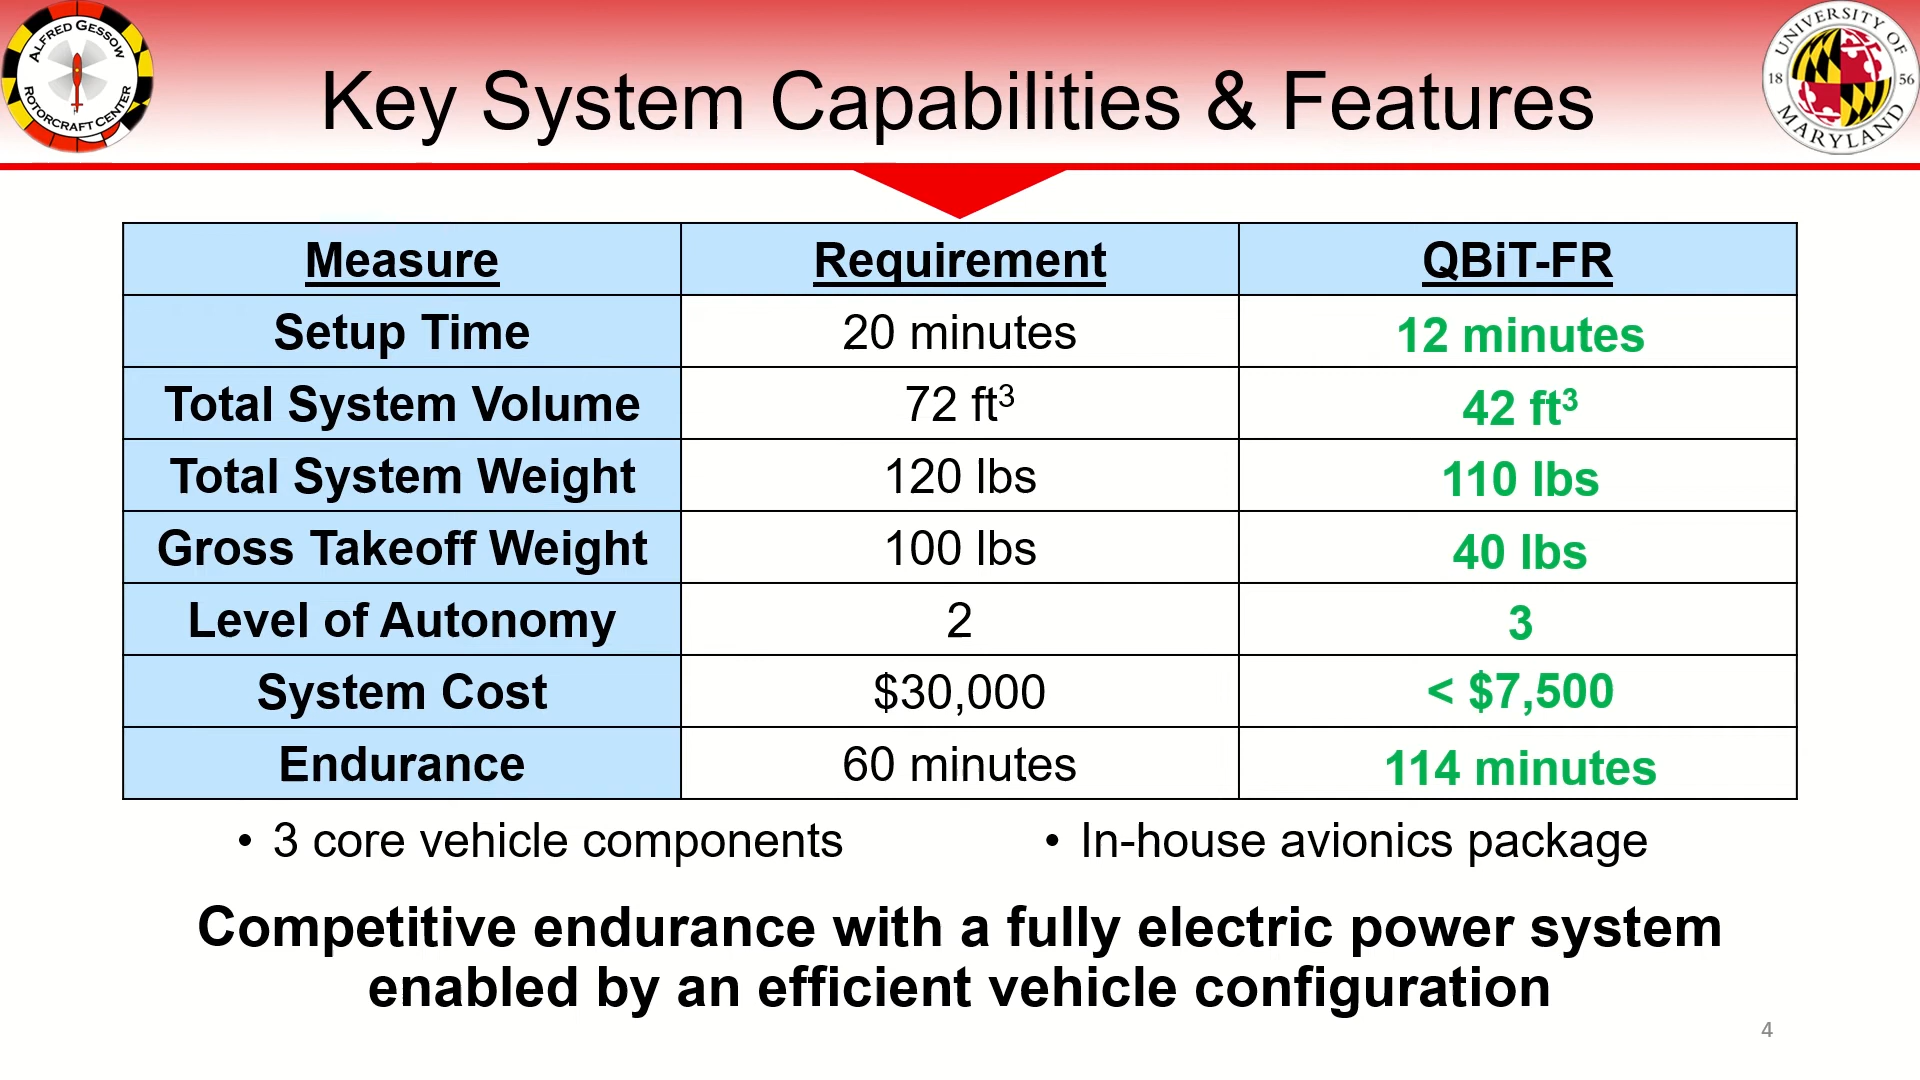 ALFRED GESSOW
ROTORCRAFT CENTER
Key System Capabilities & Features
UNIVERSITY OF
18 56
MARYLAND
Measure Requirement QBiT-FR
Setup Time 20 minutes 12 minutes
Total System Volume 72 ft³ 42 ft³
Total System Weight 120 lbs 110 lbs
Gross Takeoff Weight 100 lbs 40 lbs
Level of Autonomy 2 3
System Cost $30,000 < $7,500
Endurance 60 minutes 114 minutes
• 3 core vehicle components • In-house avionics package
Competitive endurance with a fully electric power system
enabled by an efficient vehicle configuration
4